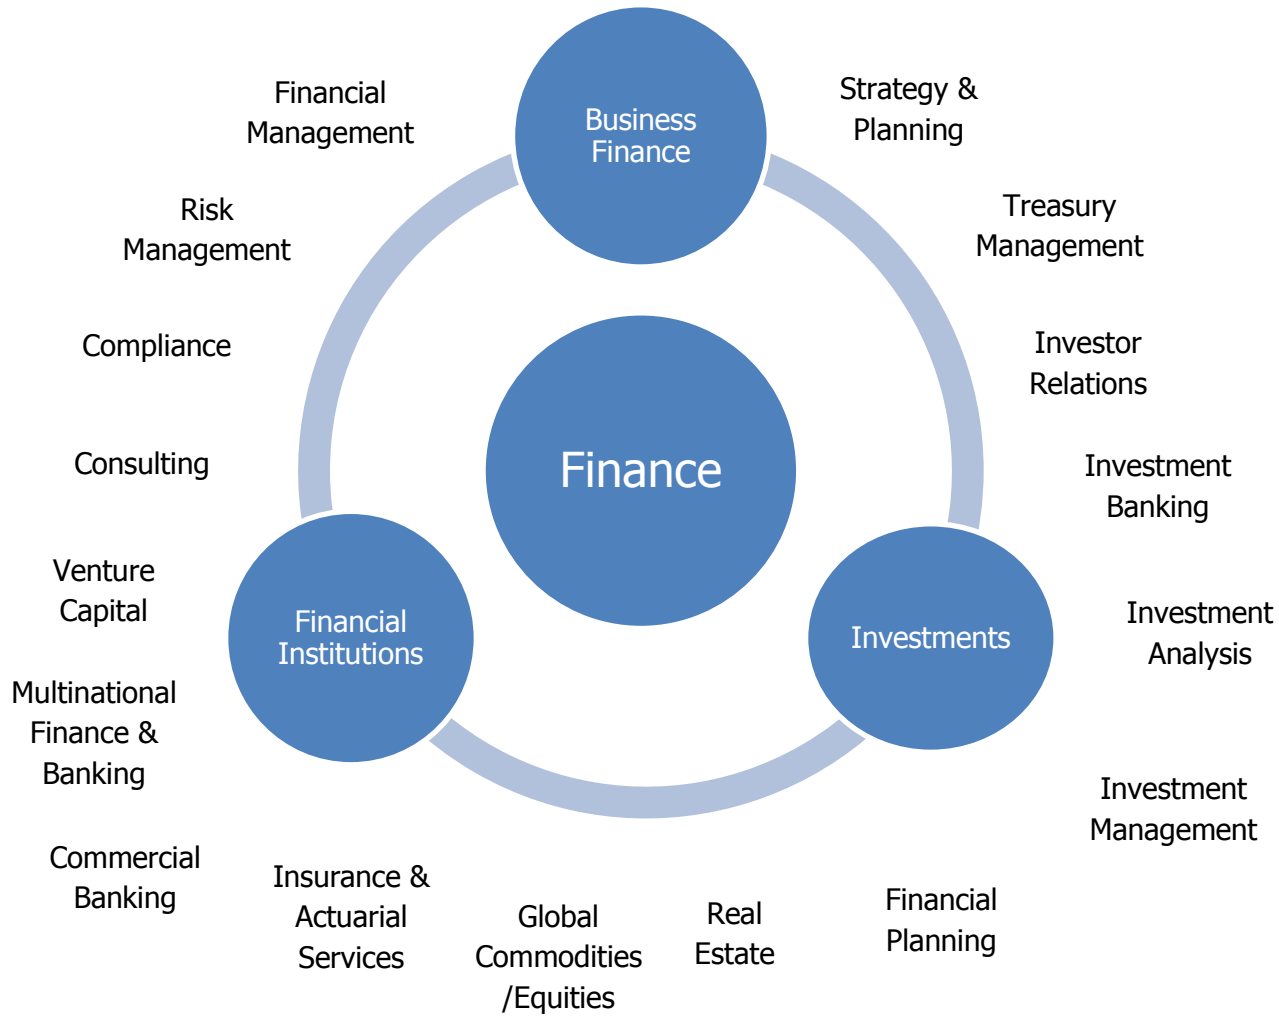 Business
Finance
Strategy &
Planning
Treasury
Management
Investor
Relations
Investment
Banking
Investment
Analysis
Investment
Management
Financial
Planning
Real
Estate
Global
Commodities
/Equities
Insurance &
Actuarial
Services
Commercial
Banking
Multinational
Finance &
Banking
Venture
Capital
Consulting
Compliance
Risk
Management
Financial
Management
Finance
Investments
Financial
Institutions